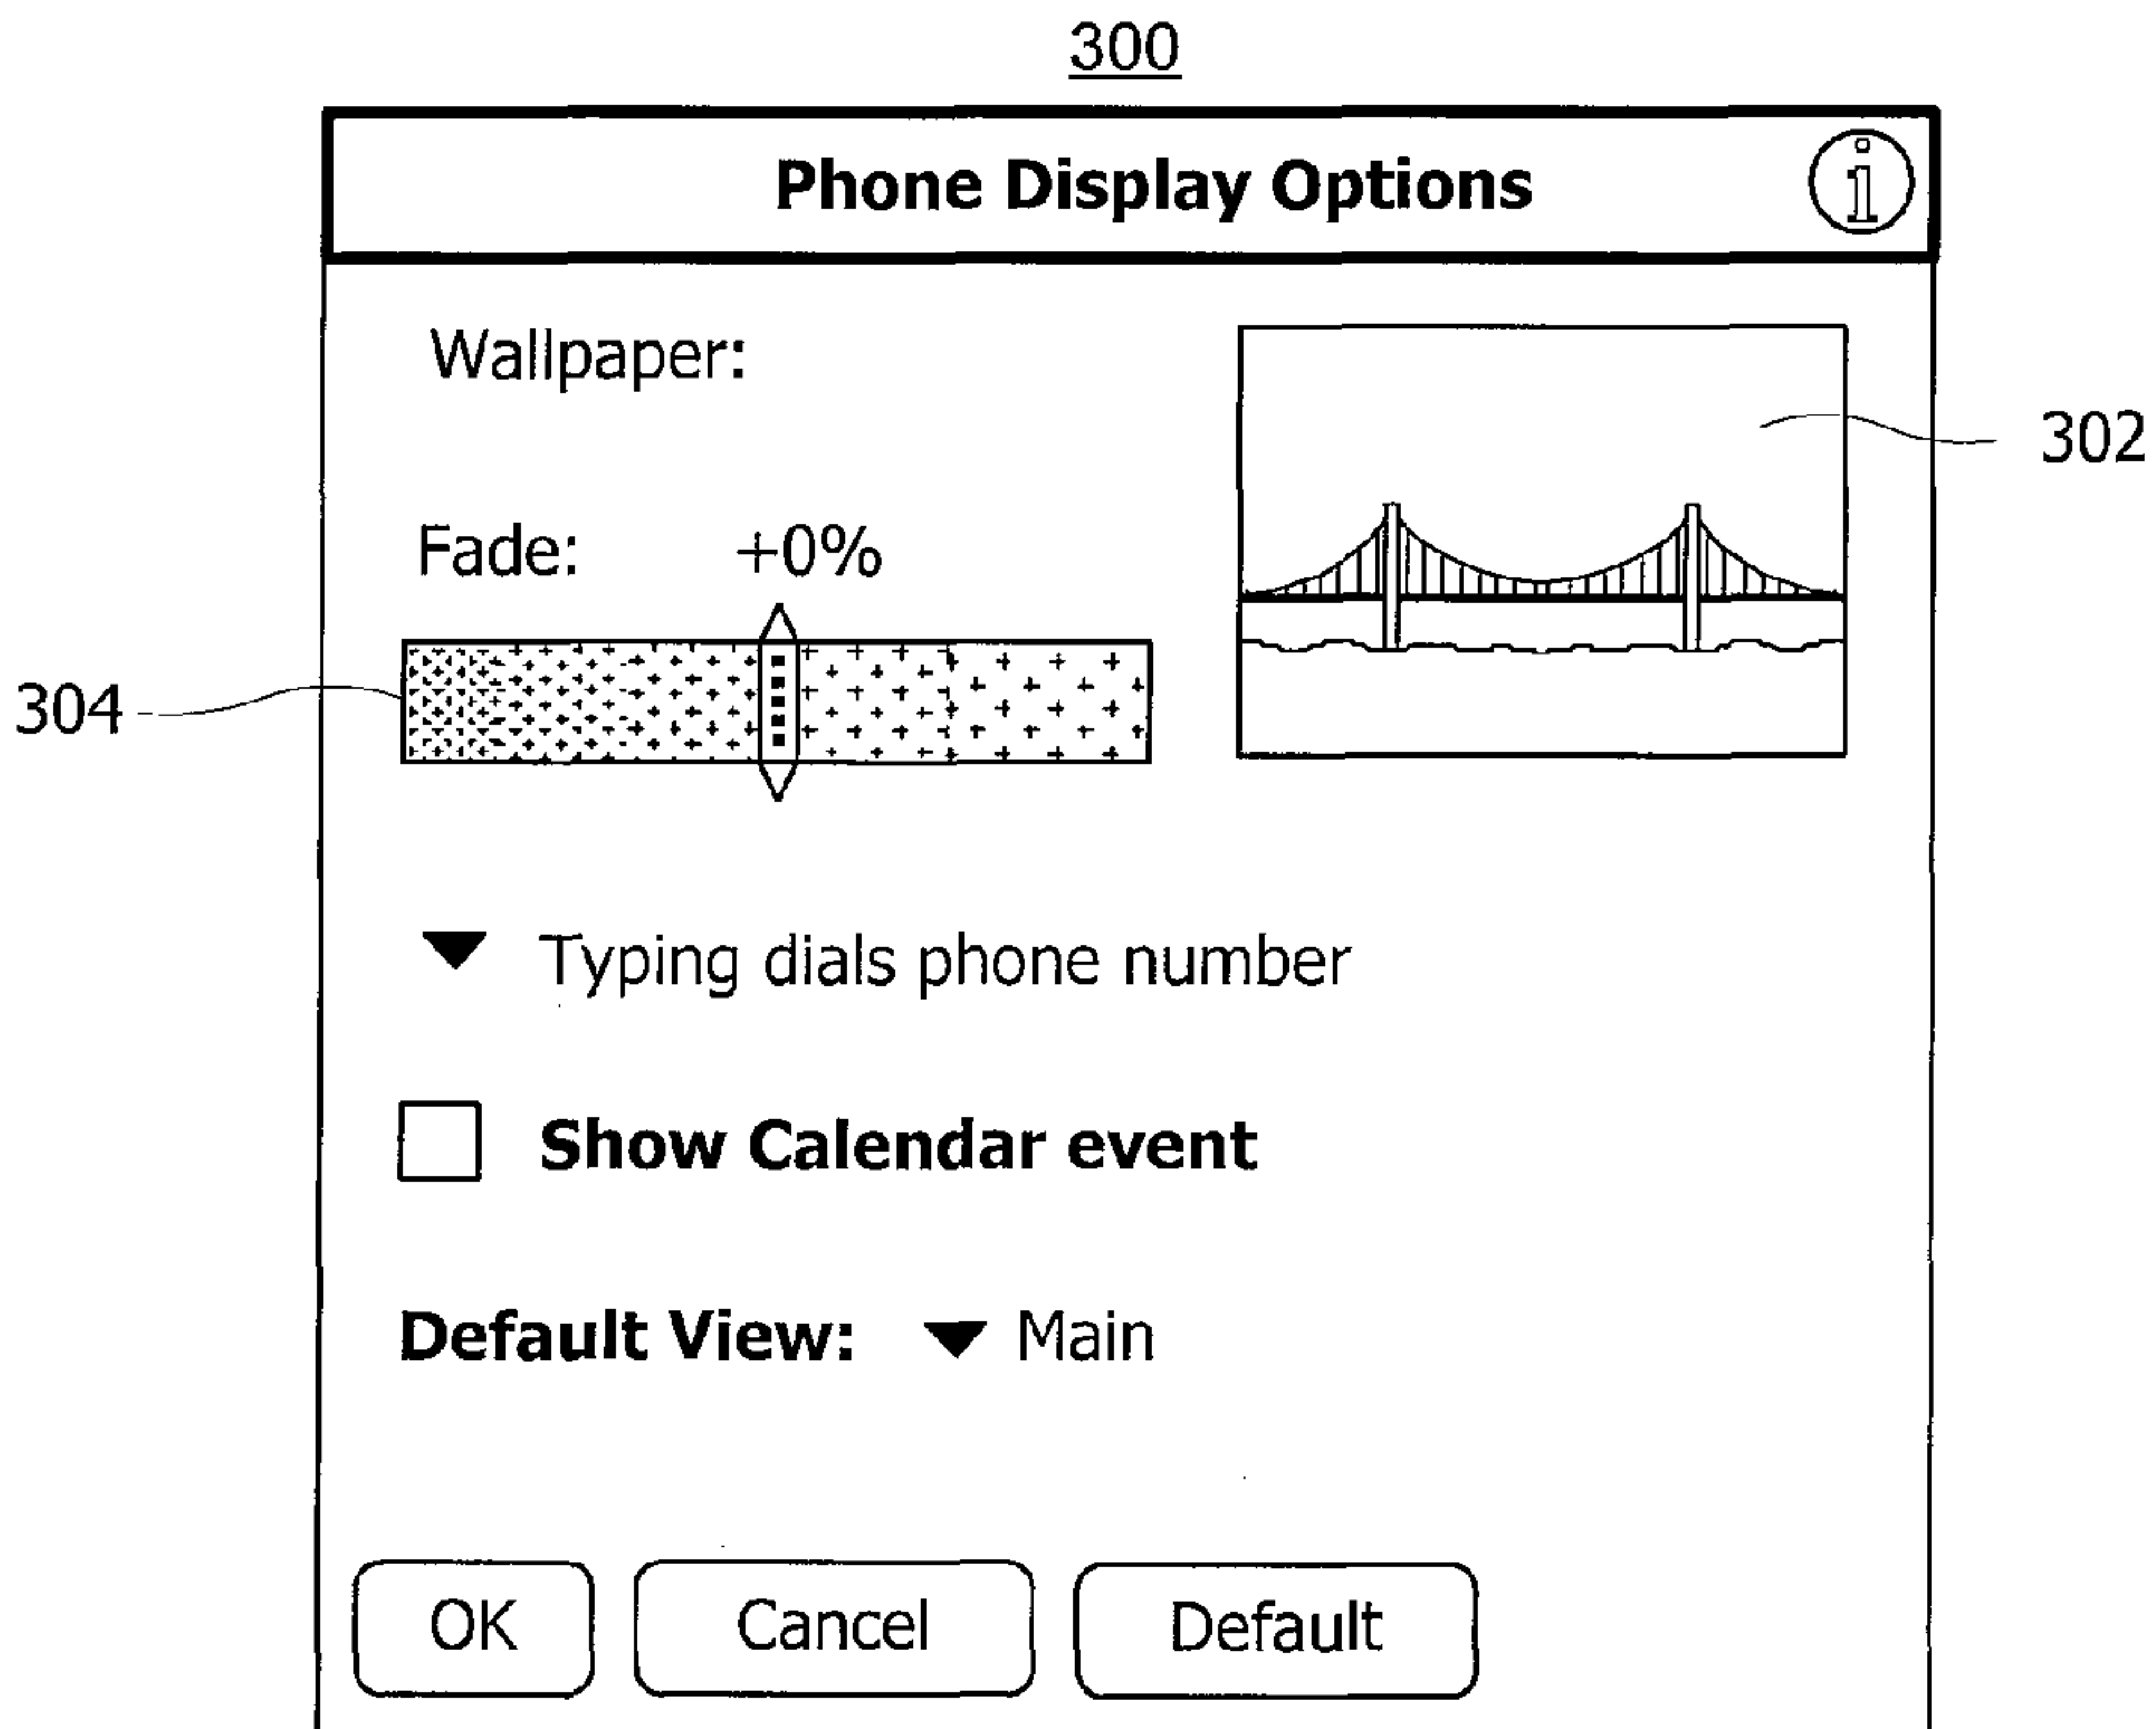 300
Phone Display Options i
Wallpaper:
302
Fade: +0%
304
Typing dials phone number
Show Calendar event
Default View: Main
OK Cancel Default